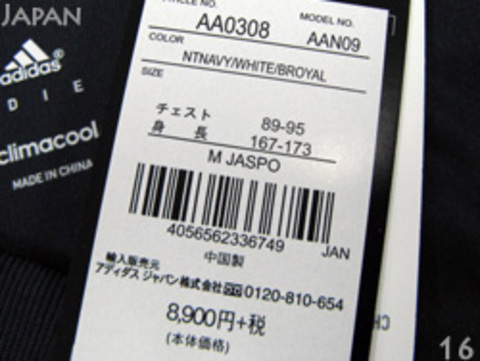 JAPAN
ARTICLE NO.
MODEL NO.
AA0308
AAN09
COLOR
NTNAVY/WHITE/BROYAL
SIZE
チェスト 89-95
身長 167-173
M JASPO
4056562336749
JAN
中国製
輸入販売元
アディダス ジャパン株式会社 0120-810-654
8,900円+税
(本体価格)
adidas
DIE
climacool
MADE IN CHINA
16